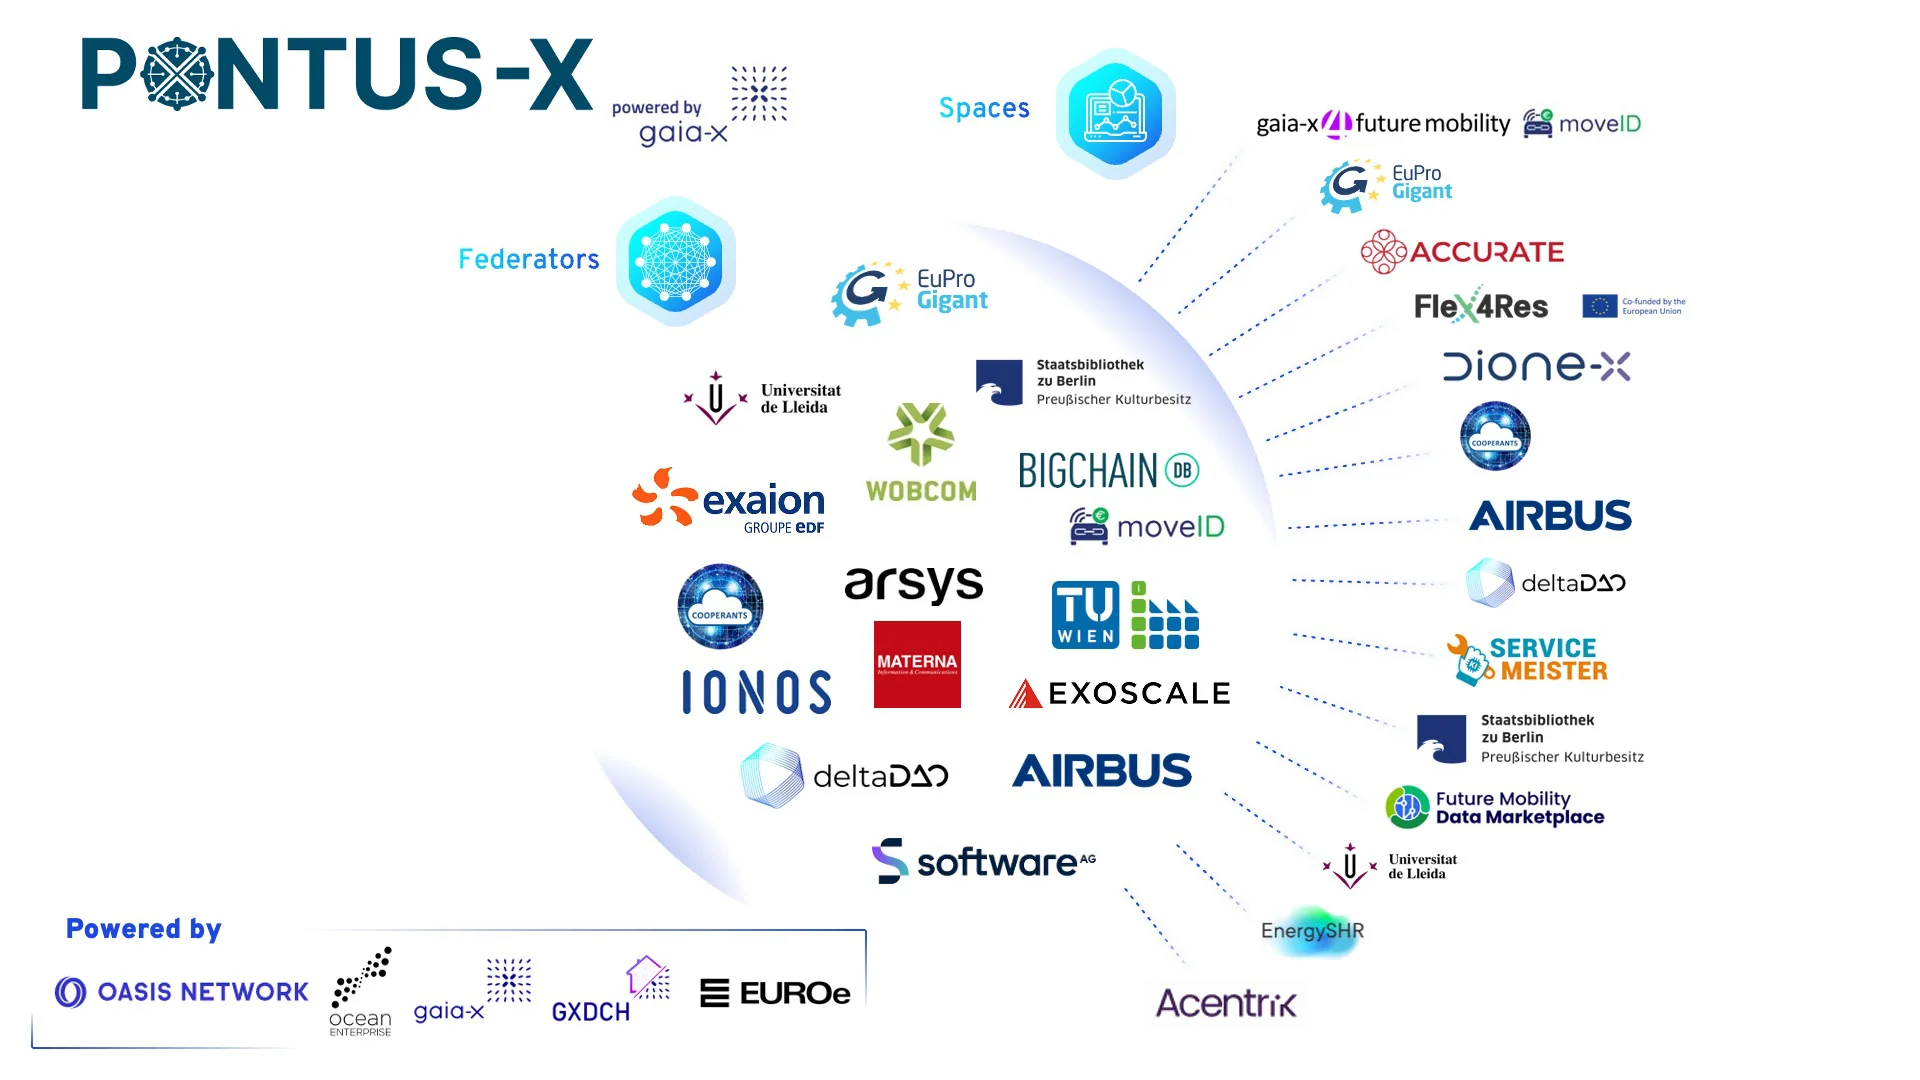 PONTUS-X
powered by
gaia-x
Spaces
Federators
EuPro
Gigant
Universitat
de Lleida
Staatsbibliothek
zu Berlin
Preußischer Kulturbesitz
WOBCOM
BIGCHAIN DB
exaion
GROUPE eDF
moveID
COOPERANTS
arsys
TU
WIEN
MATERNA
Information & Communications
IONOS
EXOSCALE
deltaDAO
AIRBUS
software AG
gaia-x 4 future mobility moveID
EuPro
Gigant
ACCURATE
Flex4Res
Co-funded by the
European Union
Dione-X
COOPERANTS
AIRBUS
deltaDAO
SERVICE
MEISTER
Staatsbibliothek
zu Berlin
Preußischer Kulturbesitz
Future Mobility
Data Marketplace
Universitat
de Lleida
EnergySHR
Acentrik
Powered by
OASIS NETWORK
ocean
ENTERPRISE
gaia-x
GXDCH
EUROe